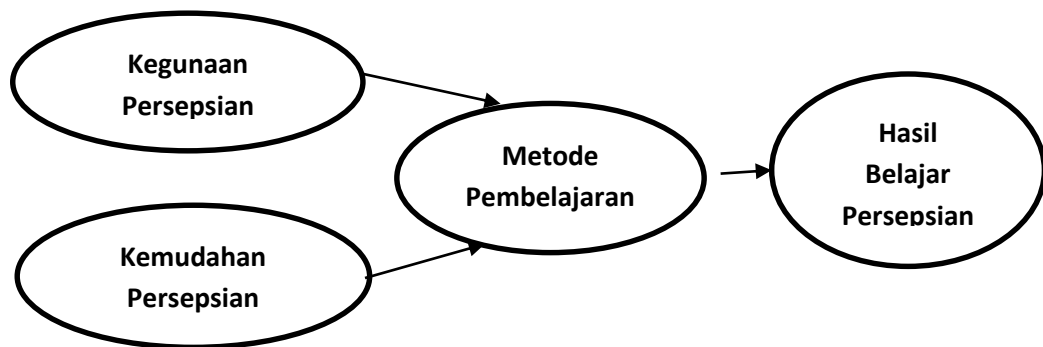 Kegunaan
Persepsian
Metode
Pembelajaran
Hasil
Belajar
Persepsian
Kemudahan
Persepsian